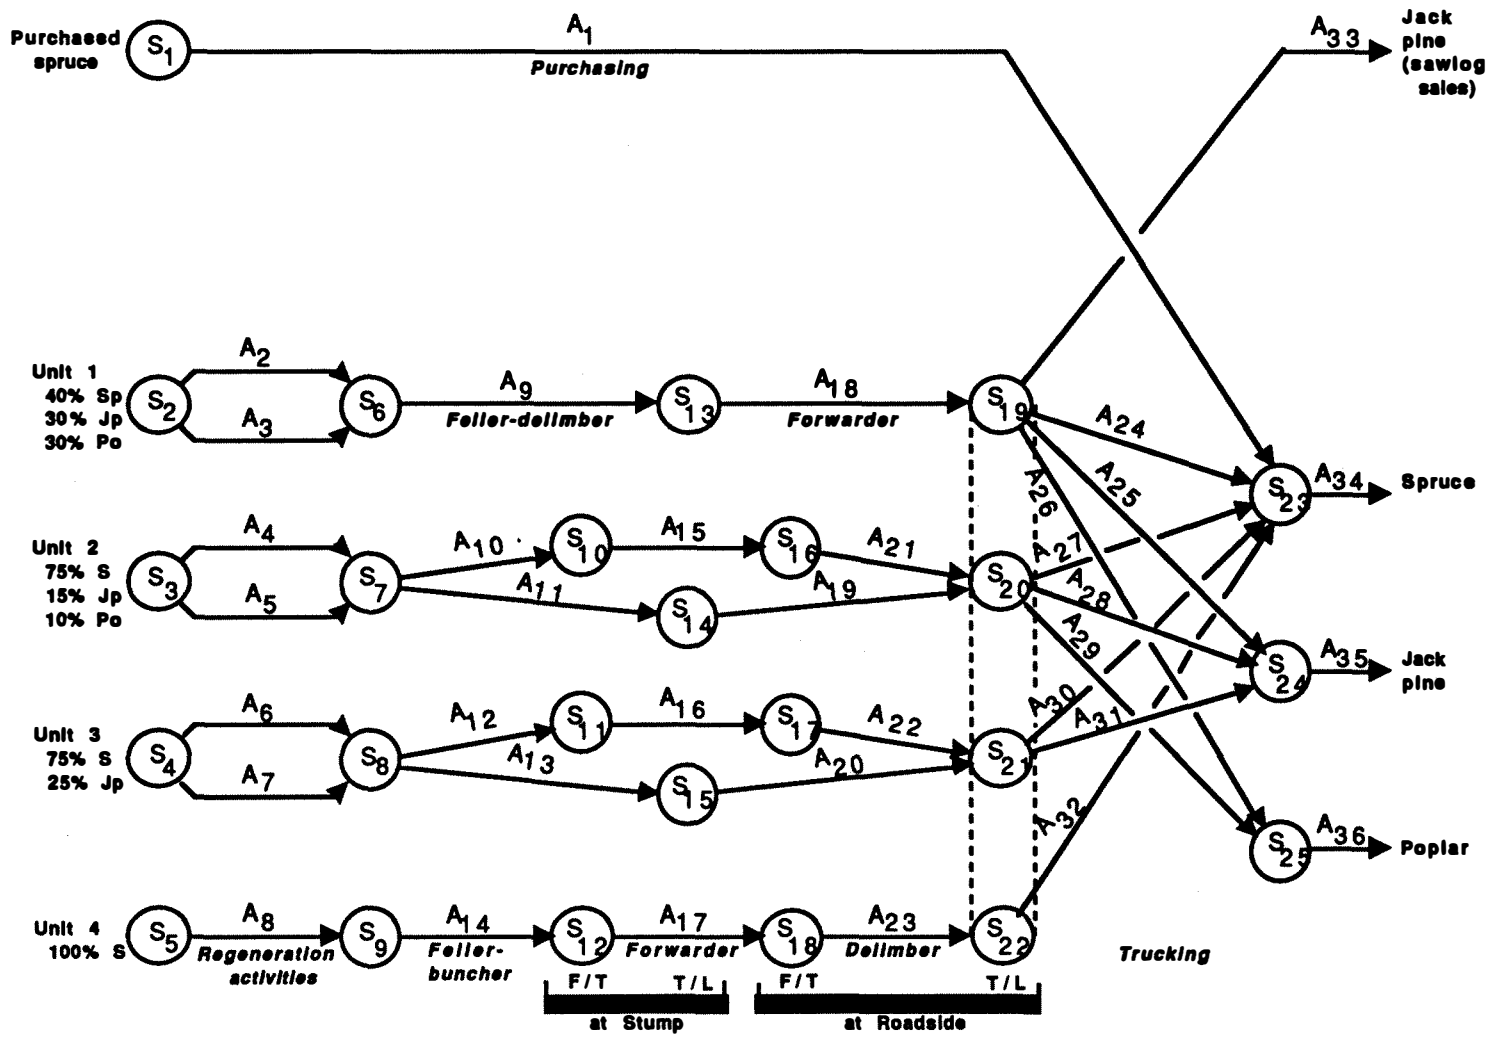 Purchased
spruce
S1
A1
Purchasing
A33
Jack
pine
(sawlog
sales)
Unit 1
40% Sp
30% Jp
30% Po
S2
A2
A3
S6
A9
Feller-delimber
S13
A18
Forwarder
S19
A24
A25
A26
S23
A34
Spruce
Unit 2
75% S
15% Jp
10% Po
S3
A4
A5
S7
A10
A11
S10
A15
S16
A21
S14
A19
S20
A27
A28
A29
S24
A35
Jack
pine
Unit 3
75% S
25% Jp
S4
A6
A7
S8
A12
A13
S11
A16
S17
A22
S15
A20
S21
A30
A31
A32
S25
A36
Poplar
Unit 4
100% S
S5
A8
Regeneration
activities
S9
A14
Feller-
buncher
S12
A17
Forwarder
S18
A23
Delimber
S22
Trucking
F/T T/L F/T T/L
at Stump at Roadside